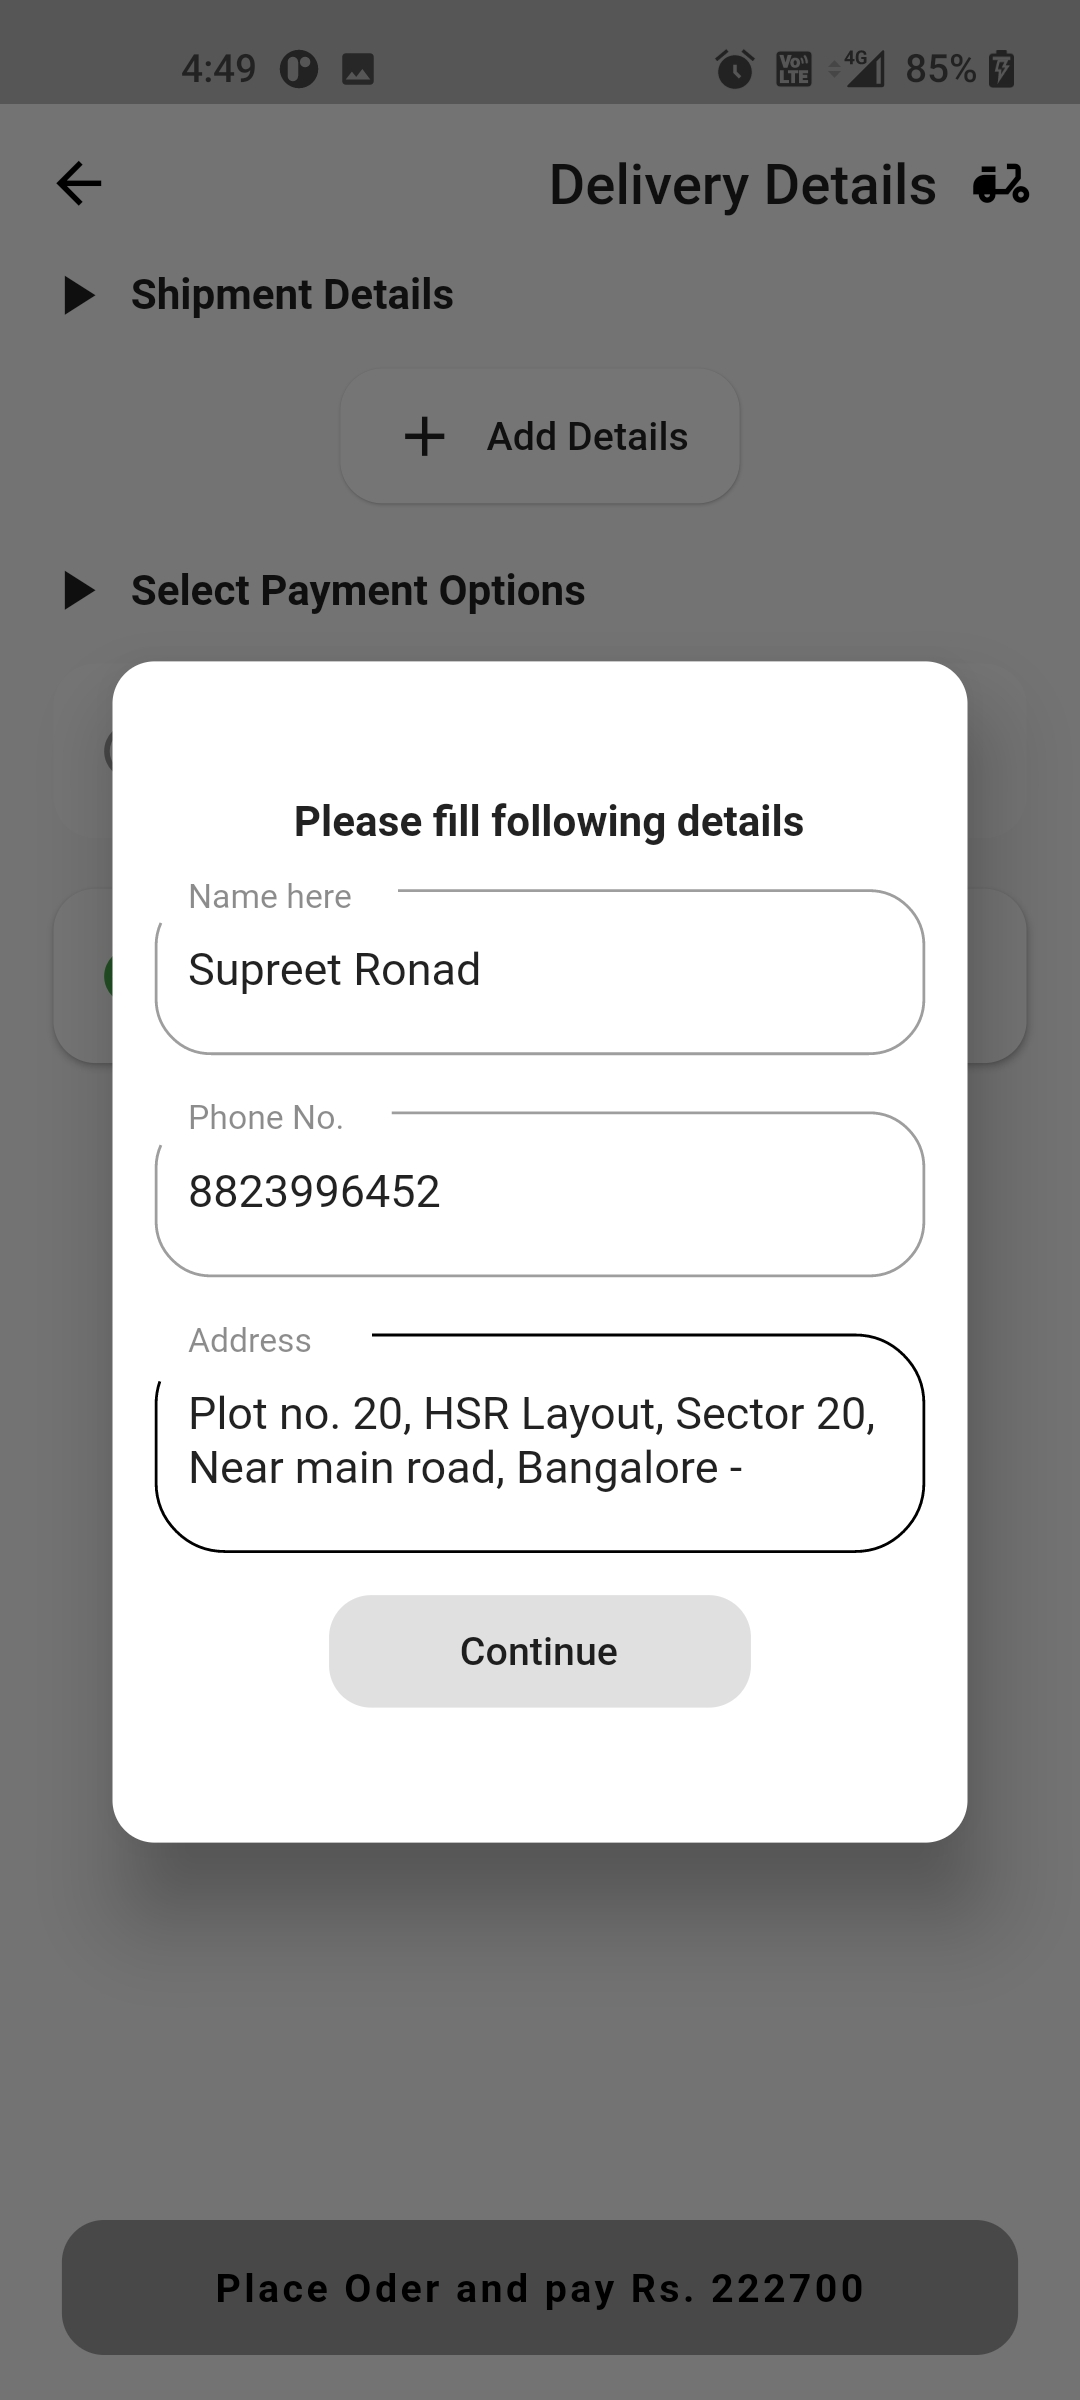 4:49
Vo LTE
4G
85%
Delivery Details
Shipment Details
Add Details
Select Payment Options
Please fill following details
Name here
Supreet Ronad
Phone No.
8823996452
Address
Plot no. 20, HSR Layout, Sector 20,
Near main road, Bangalore -
Continue
Place Oder and pay Rs. 222700